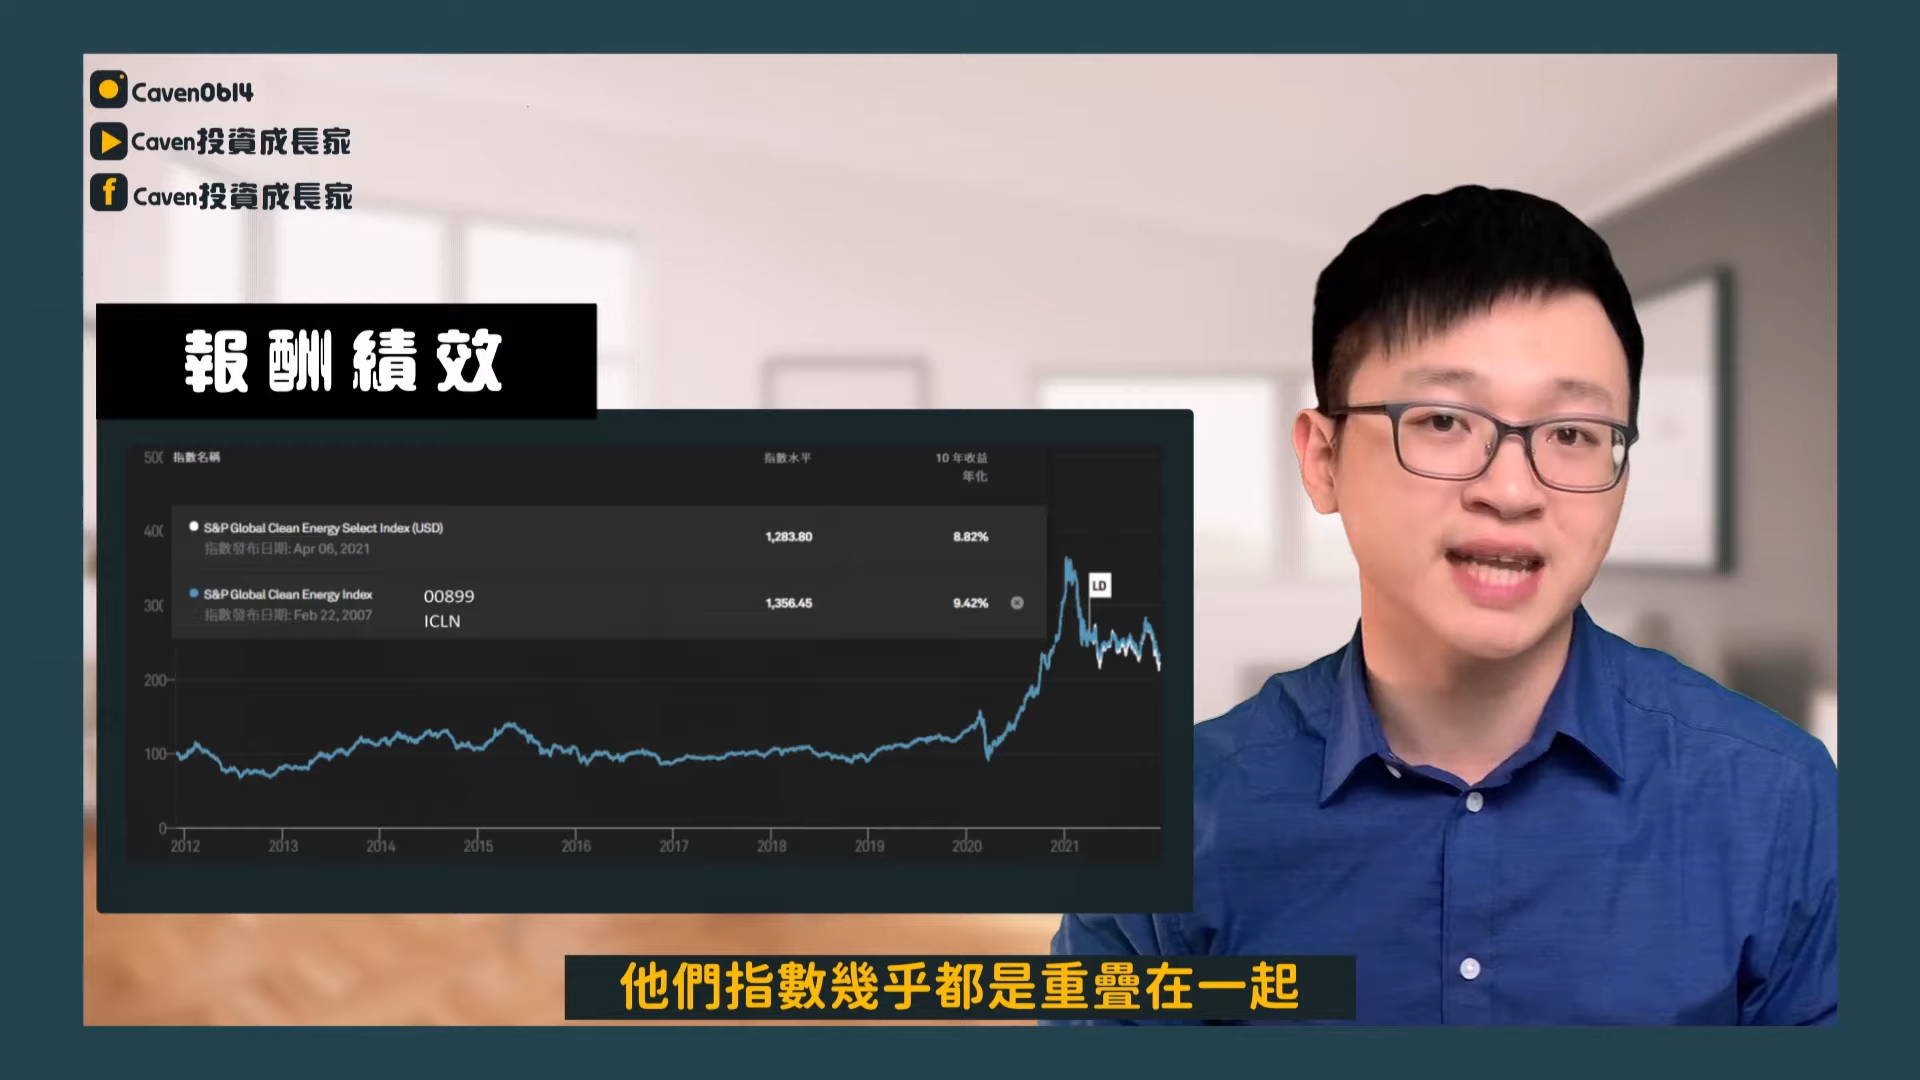 Caven0614
Caven投資成長家
Caven投資成長家
報酬績效
指數名稱 指數水平 10 年收益
年化
S&P Global Clean Energy Select Index (USD) 1,283.80 8.82%
指數發布日期: Apr 06, 2021
S&P Global Clean Energy Index 00899 1,356.45 9.42%
指數發布日期: Feb 22, 2007 ICLN
LD
500
400
300
200
100
0
2012 2013 2014 2015 2016 2017 2018 2019 2020 2021
他們指數幾乎都是重疊在一起